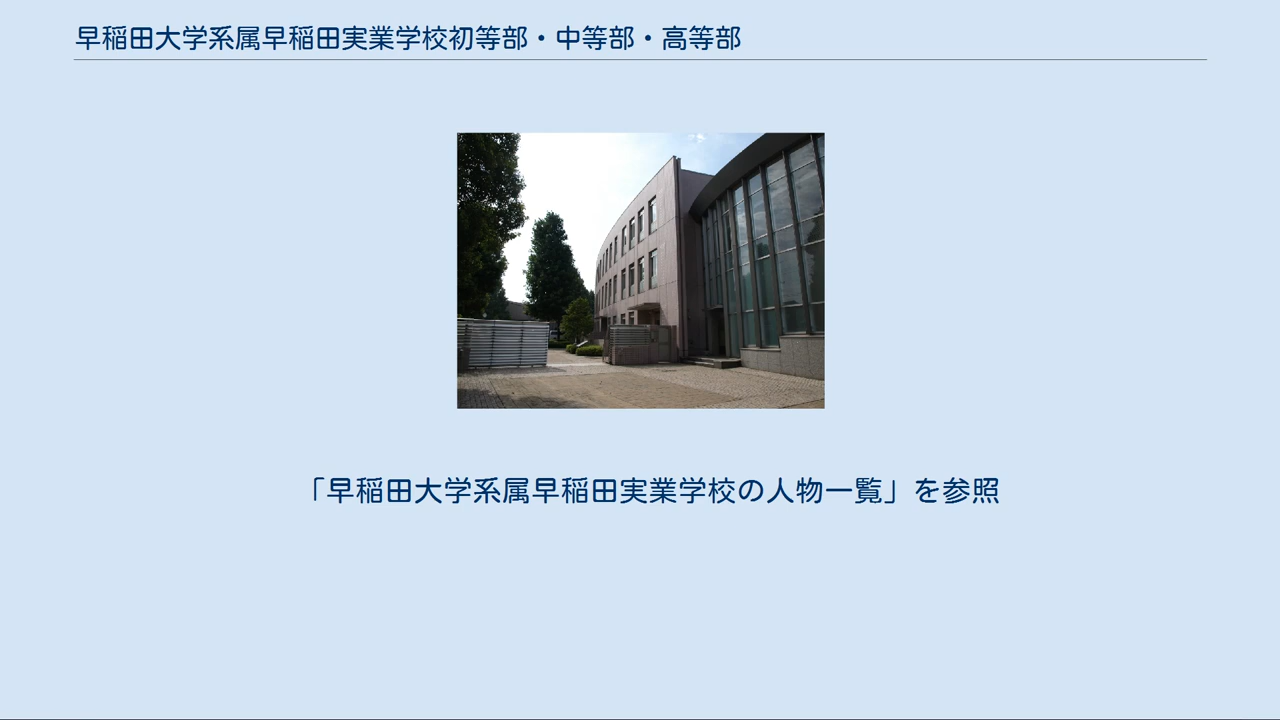 早稲田大学系属早稲田実業学校初等部・中等部・高等部
「早稲田大学系属早稲田実業学校の人物一覧」を参照